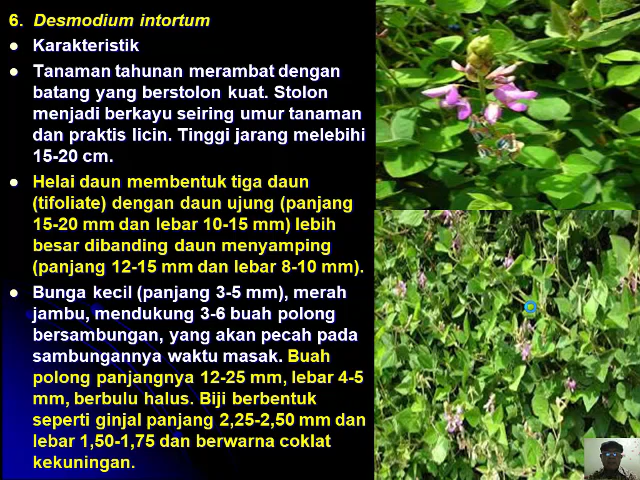 6. Desmodium intortum
Karakteristik
Tanaman tahunan merambat dengan
batang yang berstolon kuat. Stolon
menjadi berkayu seiring umur tanaman
dan praktis licin. Tinggi jarang melebihi
15-20 cm.
Helai daun membentuk tiga daun
(tifoliate) dengan daun ujung (panjang
15-20 mm dan lebar 10-15 mm) lebih
besar dibanding daun menyamping
(panjang 12-15 mm dan lebar 8-10 mm).
Bunga kecil (panjang 3-5 mm), merah
jambu, mendukung 3-6 buah polong
bersambungan, yang akan pecah pada
sambungannya waktu masak. Buah
polong panjangnya 12-25 mm, lebar 4-5
mm, berbulu halus. Biji berbentuk
seperti ginjal panjang 2,25-2,50 mm dan
lebar 1,50-1,75 dan berwarna coklat
kekuningan.